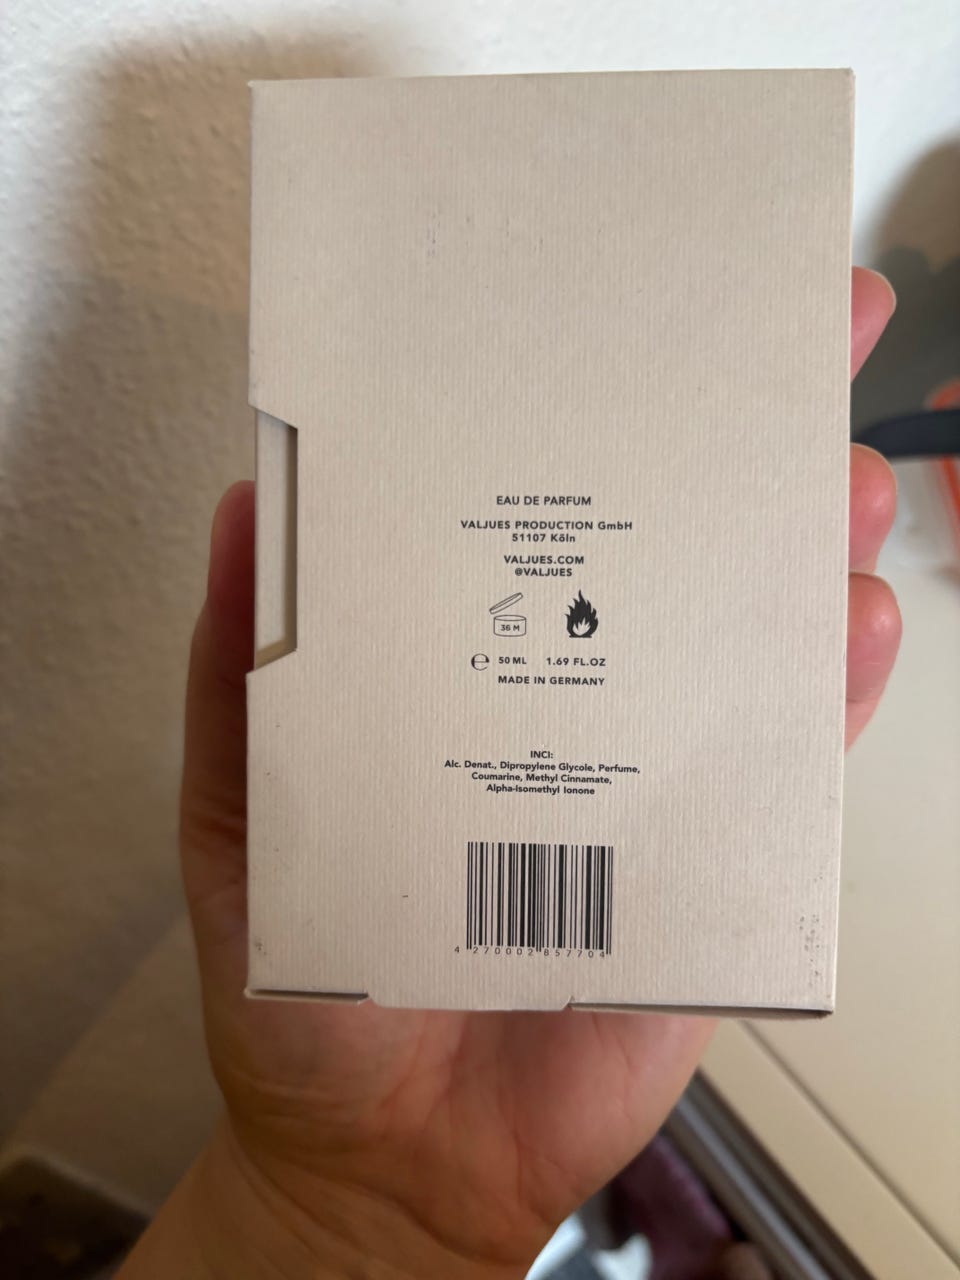 EAU DE PARFUM
VALJUES PRODUCTION GmbH
51107 Köln
VALJUES.COM
@VALJUES
36 M
℮ 50 ML 1.69 FL.OZ
MADE IN GERMANY
INCI:
Alc. Denat., Dipropylene Glycole, Perfume,
Coumarine, Methyl Cinnamate,
Alpha-isomethyl Ionone
4 270002 857704